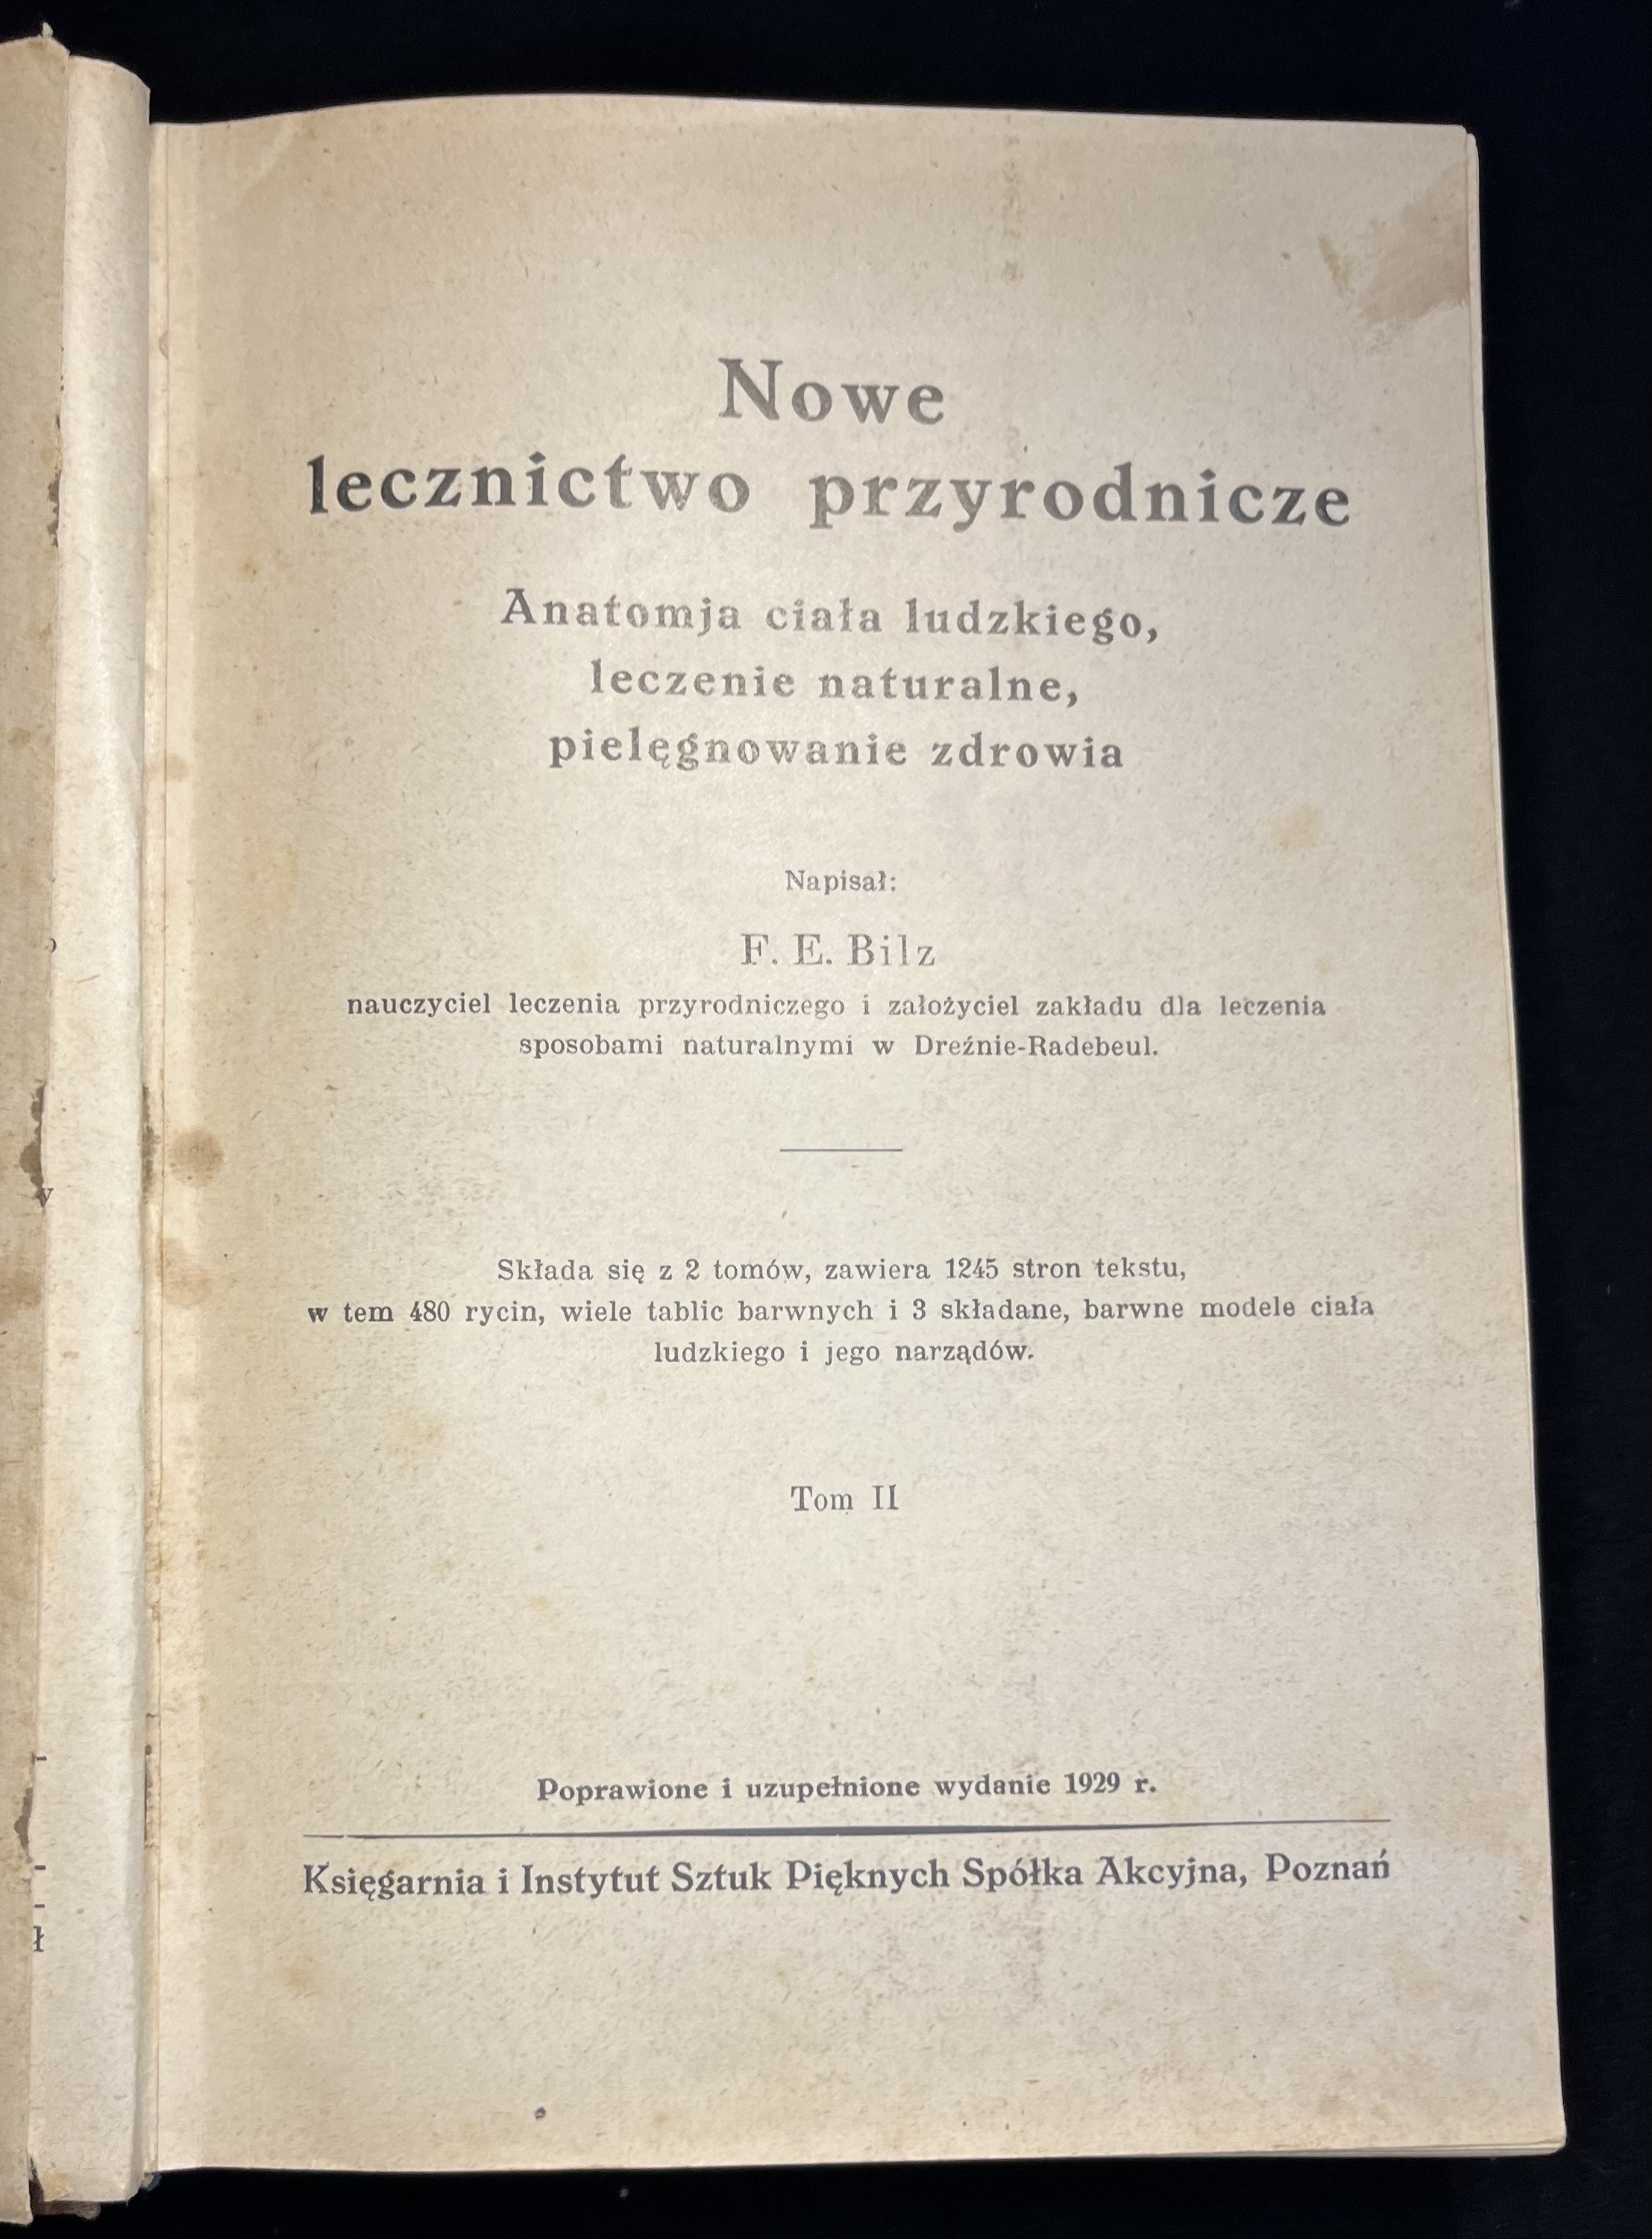 Nowe
lecznictwo przyrodnicze
Anatomja ciała ludzkiego,
leczenie naturalne,
pielęgnowanie zdrowia
Napisał:
F. E. Bilz
nauczyciel leczenia przyrodniczego i założyciel zakładu dla leczenia
sposobami naturalnymi w Dreźnie-Radebeul.
Składa się z 2 tomów, zawiera 1245 stron tekstu,
w tem 480 rycin, wiele tablic barwnych i 3 składane, barwne modele ciała
ludzkiego i jego narządów.
Tom II
Poprawione i uzupełnione wydanie 1929 r.
Księgarnia i Instytut Sztuk Pięknych Spółka Akcyjna, Poznań